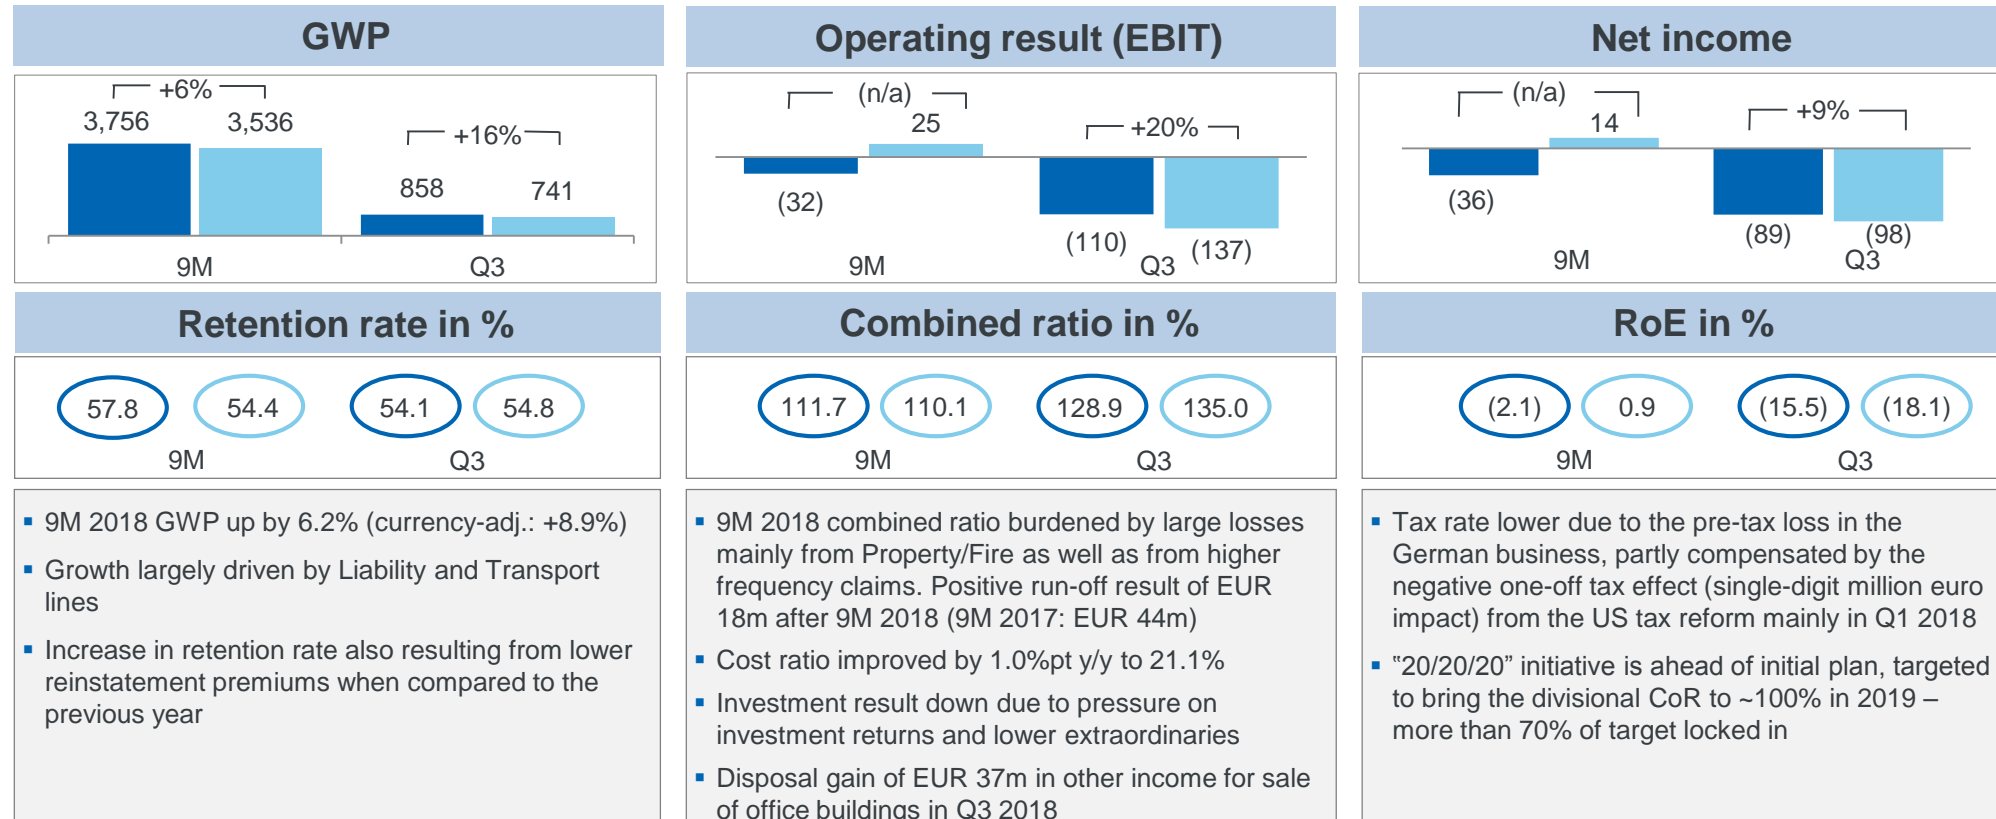 GWP
+6%
3,756
3,536
+16%
858
741
9M
Q3
Operating result (EBIT)
(n/a)
25
+20%
(32)
(110)
(137)
9M
Q3
Net income
(n/a)
14
+9%
(36)
(89)
(98)
9M
Q3
Retention rate in %
57.8
54.4
54.1
54.8
9M
Q3
Combined ratio in %
111.7
110.1
128.9
135.0
9M
Q3
RoE in %
(2.1)
0.9
(15.5)
(18.1)
9M
Q3
▪ 9M 2018 GWP up by 6.2% (currency-adj.: +8.9%)
▪ Growth largely driven by Liability and Transport
lines
▪ Increase in retention rate also resulting from lower
reinstatement premiums when compared to the
previous year
▪ 9M 2018 combined ratio burdened by large losses
mainly from Property/Fire as well as from higher
frequency claims. Positive run-off result of EUR
18m after 9M 2018 (9M 2017: EUR 44m)
▪ Cost ratio improved by 1.0%pt y/y to 21.1%
▪ Investment result down due to pressure on
investment returns and lower extraordinaries
▪ Disposal gain of EUR 37m in other income for sale
of office buildings in Q3 2018
▪ Tax rate lower due to the pre-tax loss in the
German business, partly compensated by the
negative one-off tax effect (single-digit million euro
impact) from the US tax reform mainly in Q1 2018
▪ ‟20/20/20” initiative is ahead of initial plan, targeted
to bring the divisional CoR to ~100% in 2019 –
more than 70% of target locked in